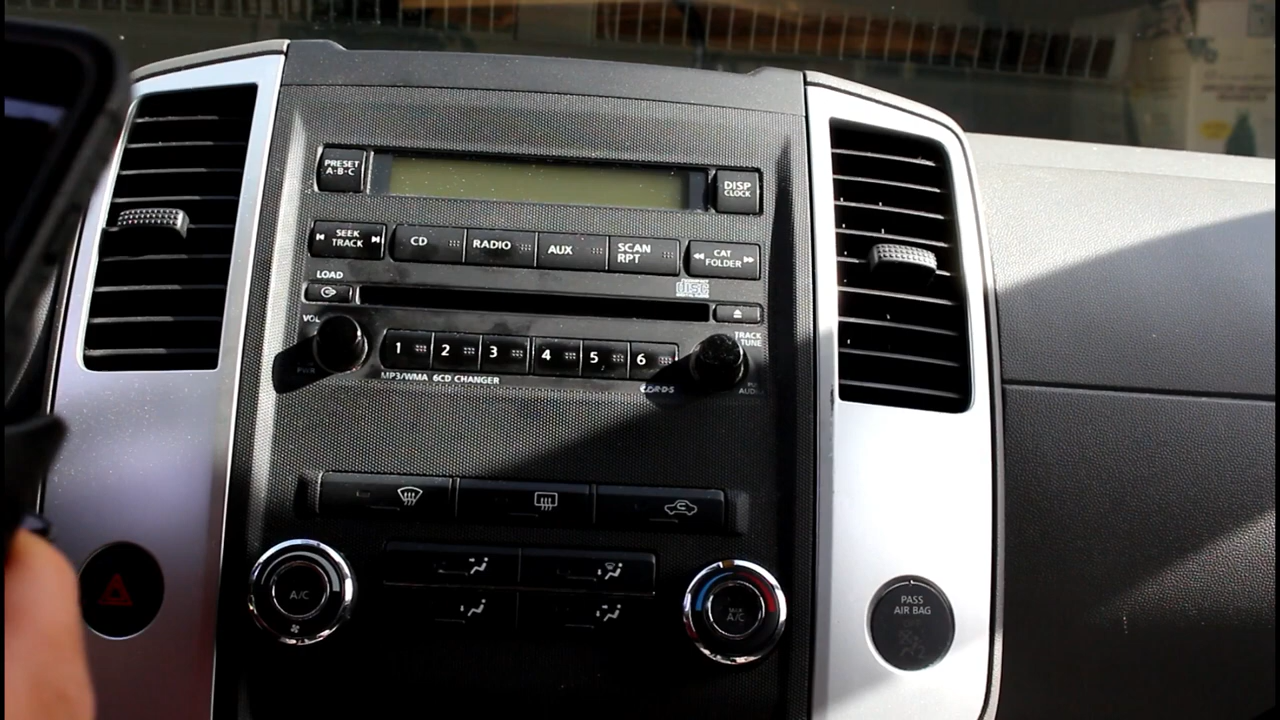 PRESET
A·B·C
DISP
CLOCK
SEEK
TRACK
CD
RADIO
AUX
SCAN
RPT
CAT
FOLDER
LOAD
disc
VOL
PWR
1
2
3
4
5
6
TRACK
TUNE
MP3/WMA 6CD CHANGER
R·D·S
A/C
A/C
PASS
AIR BAG